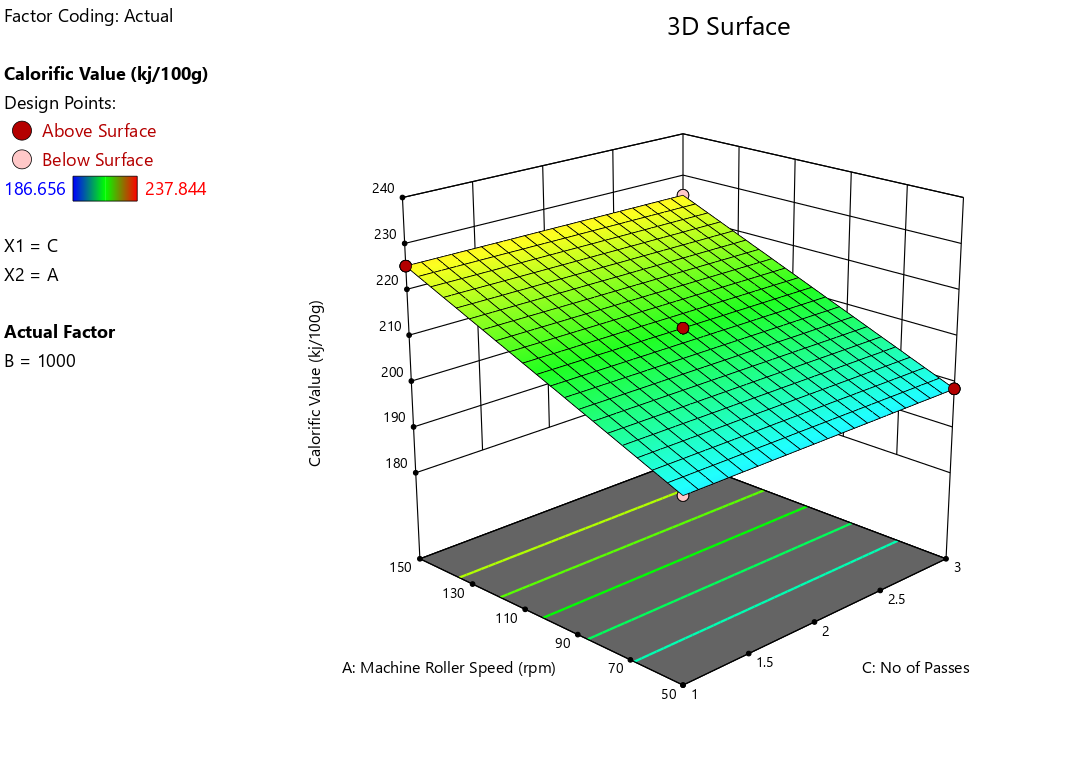 Factor Coding: Actual
3D Surface
Calorific Value (kj/100g)
Design Points:
Above Surface
Below Surface
186.656 237.844
X1 = C
X2 = A
Actual Factor
B = 1000
Calorific Value (kj/100g)
240
230
220
210
200
190
180
150
130
110
90
70
50
1
1.5
2
2.5
3
A: Machine Roller Speed (rpm)
C: No of Passes